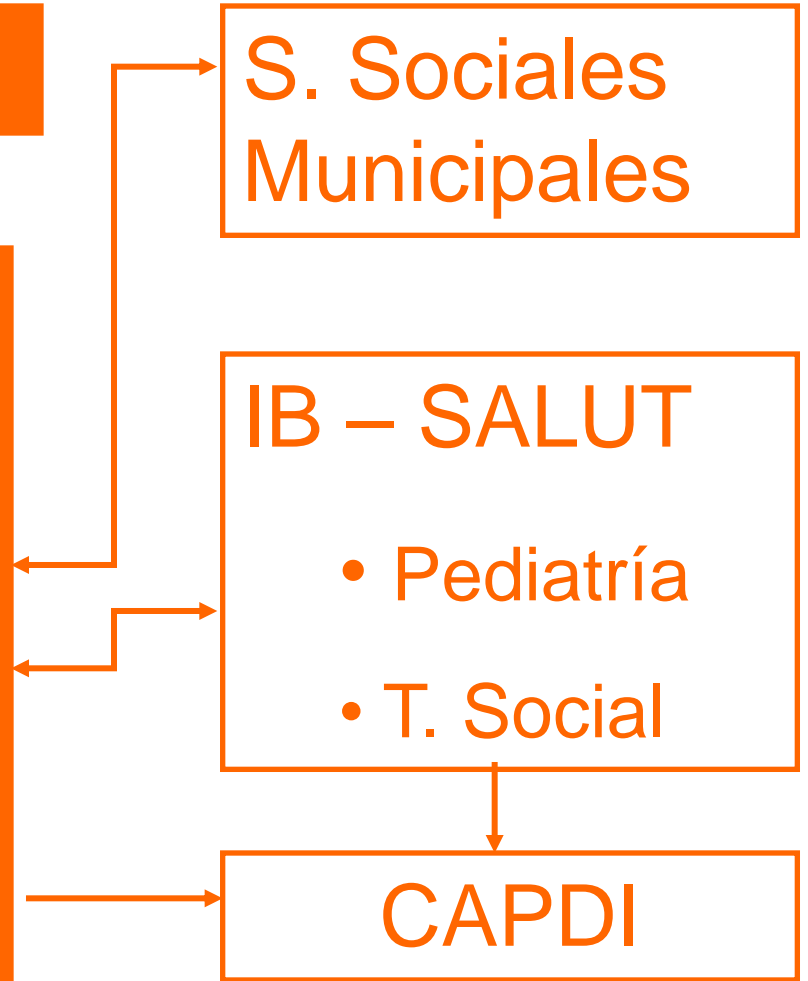 S. Sociales
Municipales
IB – SALUT
• Pediatría
• T. Social
CAPDI